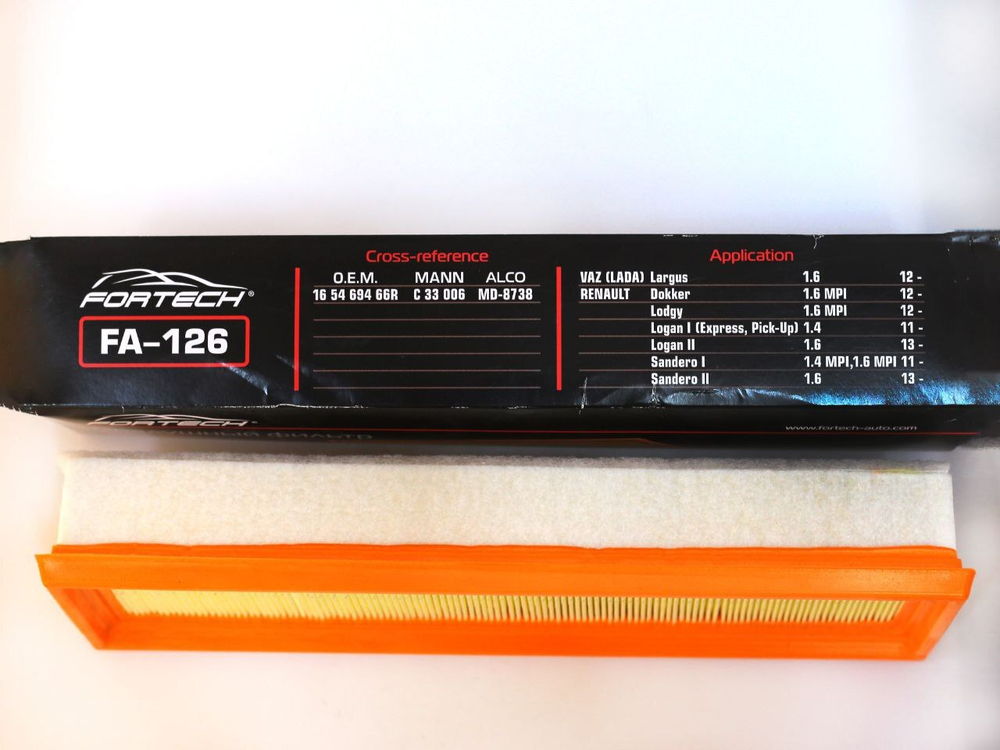 FORTECH®
FA-126
Cross-reference
O.E.M. MANN ALCO
16 54 694 66R C 33 006 MD-8738
Application
VAZ (LADA) Largus 1.6 12 -
RENAULT Dokker 1.6 MPI 12 -
Lodgy 1.6 MPI 12 -
Logan I (Express, Pick-Up) 1.4 11 -
Logan II 1.6 13 -
Sandero I 1.4 MPI,1.6 MPI 11 -
Sandero II 1.6 13 -
FORTECH
ФИЛЬТР
www.fortech-auto.com